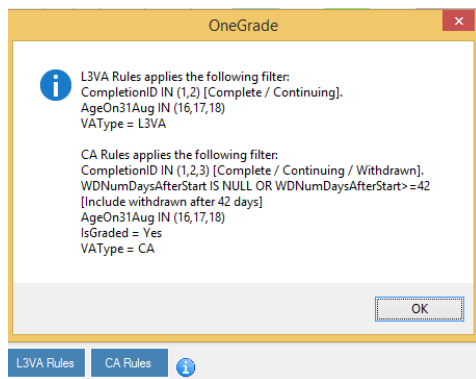 OneGrade
L3VA Rules applies the following filter:
CompletionID IN (1,2) [Complete / Continuing].
AgeOn31Aug IN (16,17,18)
VAType = L3VA
CA Rules applies the following filter:
CompletionID IN (1,2,3) [Complete / Continuing / Withdrawn].
WDNumDaysAfterStart IS NULL OR WDNumDaysAfterStart>=42
[Include withdrawn after 42 days]
AgeOn31Aug IN (16,17,18)
IsGraded = Yes
VAType = CA
OK
L3VA Rules CA Rules